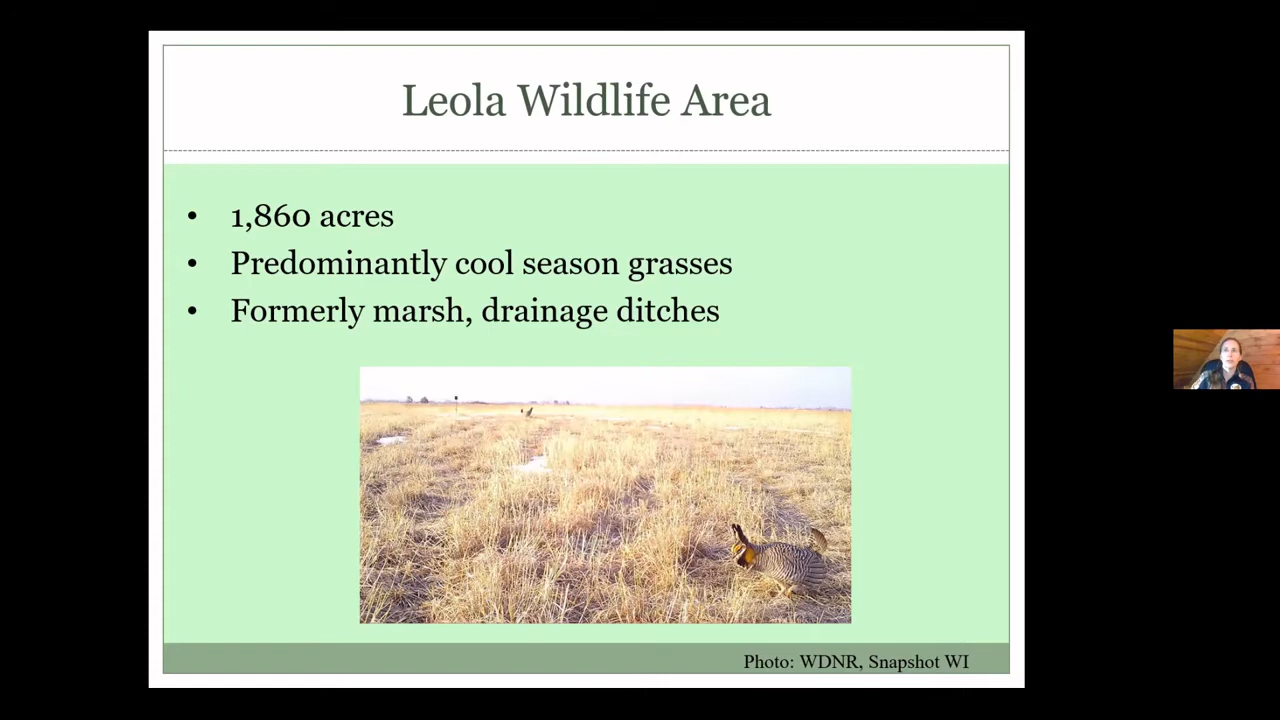 Leola Wildlife Area
• 1,860 acres
• Predominantly cool season grasses
• Formerly marsh, drainage ditches
Photo: WDNR, Snapshot WI